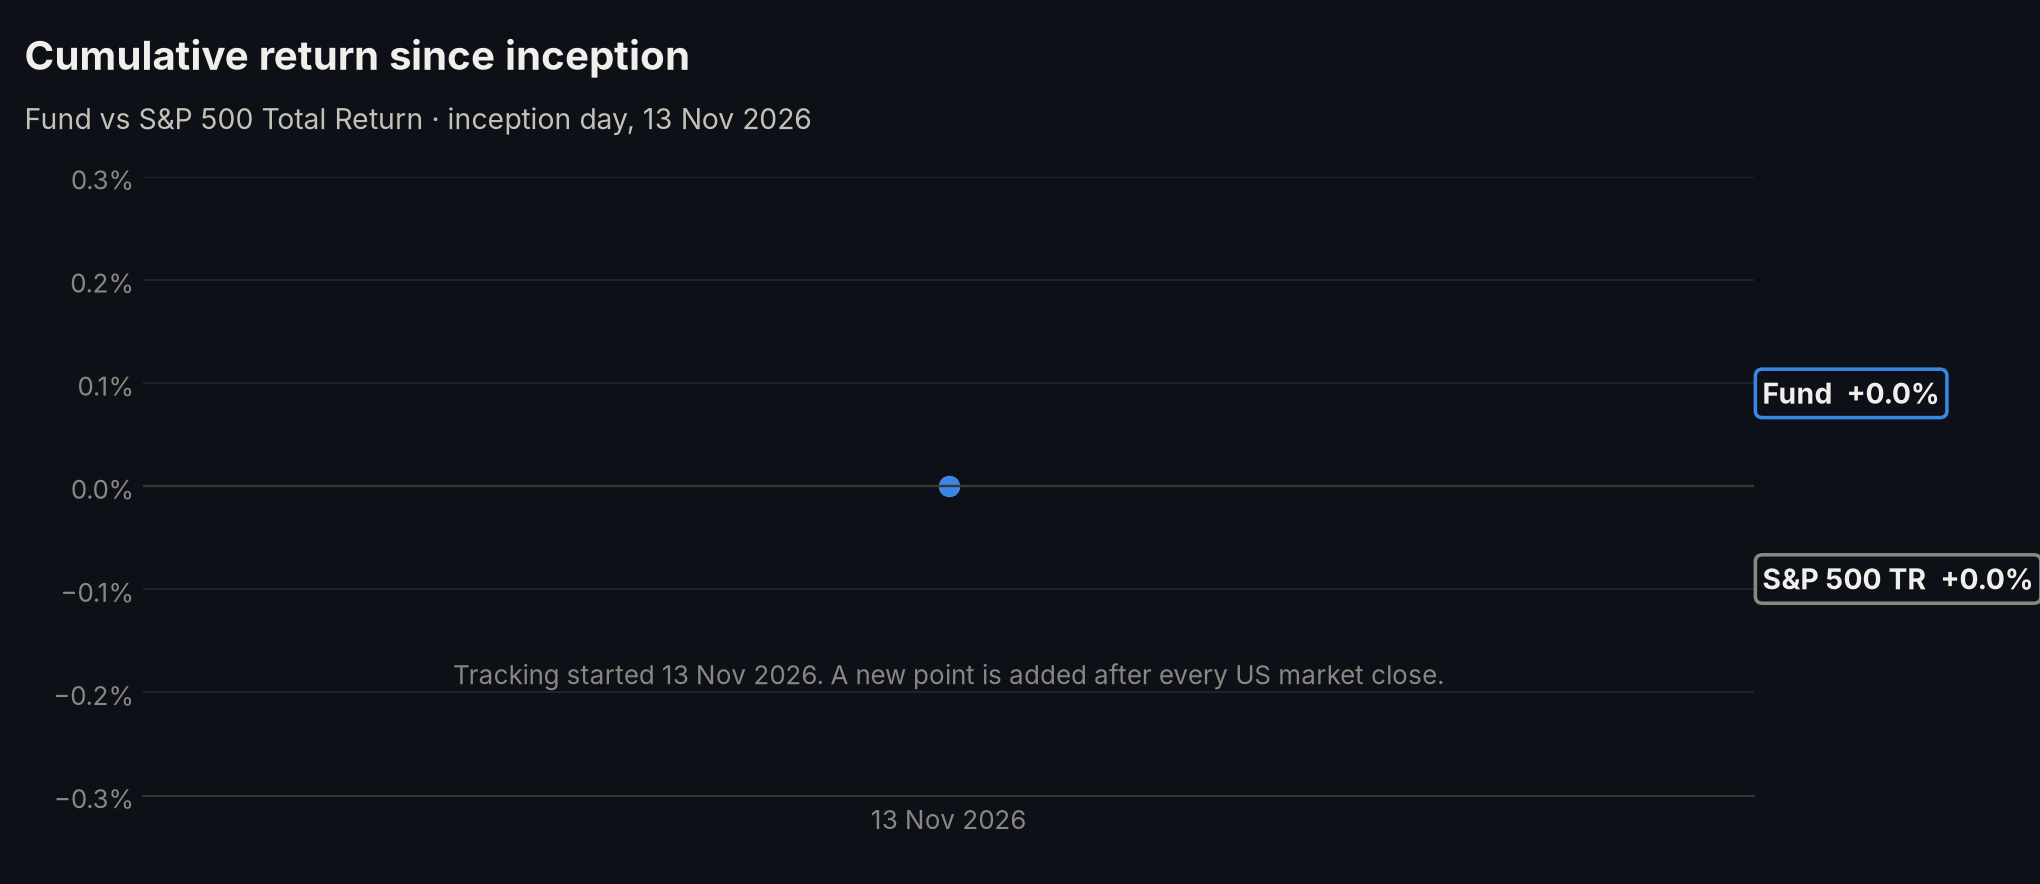 Cumulative return since inception
Fund vs S&P 500 Total Return · inception day, 13 Nov 2026
0.3%
0.2%
0.1%
Fund +0.0%
0.0%
−0.1%
S&P 500 TR +0.0%
Tracking started 13 Nov 2026. A new point is added after every US market close.
−0.2%
−0.3%
13 Nov 2026